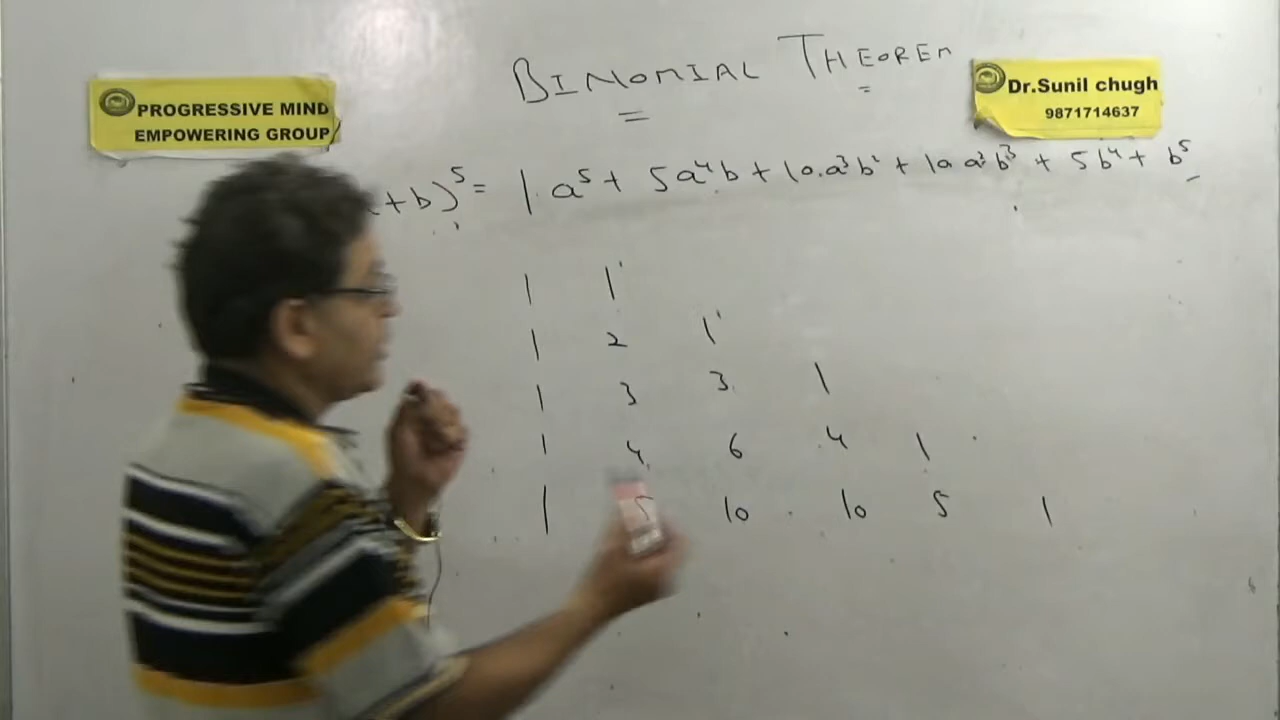 BINOMIAL THEOREM
PROGRESSIVE MIND
EMPOWERING GROUP
Dr.Sunil chugh
9871714637
+b)⁵ = 1.a⁵ + 5a⁴b + 10.a³b² + 10 a²b³ + 5b⁴ + b⁵
1 1
1 2 1
1 3 3 1
1 4 6 4 1
1 5 10 10 5 1